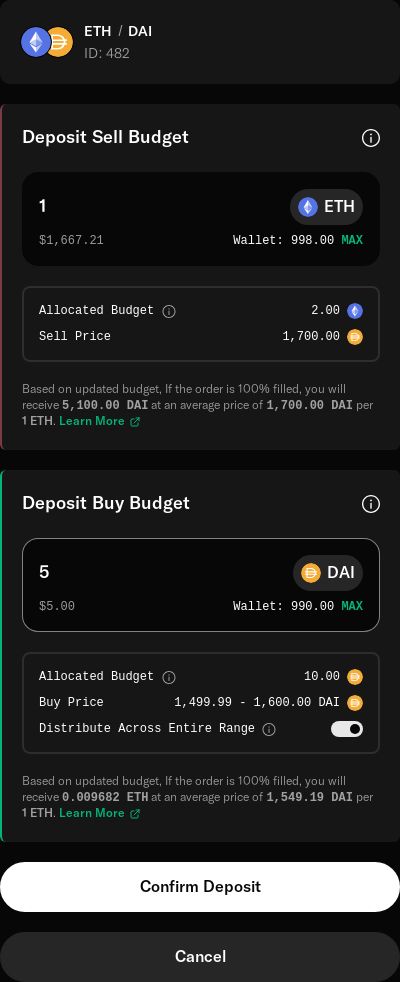 ETH / DAI
ID: 482
Deposit Sell Budget
1
ETH
$1,667.21
Wallet: 998.00 MAX
Allocated Budget
2.00
Sell Price
1,700.00
Based on updated budget, If the order is 100% filled, you will
receive 5,100.00 DAI at an average price of 1,700.00 DAI per
1 ETH. Learn More
Deposit Buy Budget
5
DAI
$5.00
Wallet: 990.00 MAX
Allocated Budget
10.00
Buy Price
1,499.99 - 1,600.00 DAI
Distribute Across Entire Range
Based on updated budget, If the order is 100% filled, you will
receive 0.009682 ETH at an average price of 1,549.19 DAI per
1 ETH. Learn More
Confirm Deposit
Cancel